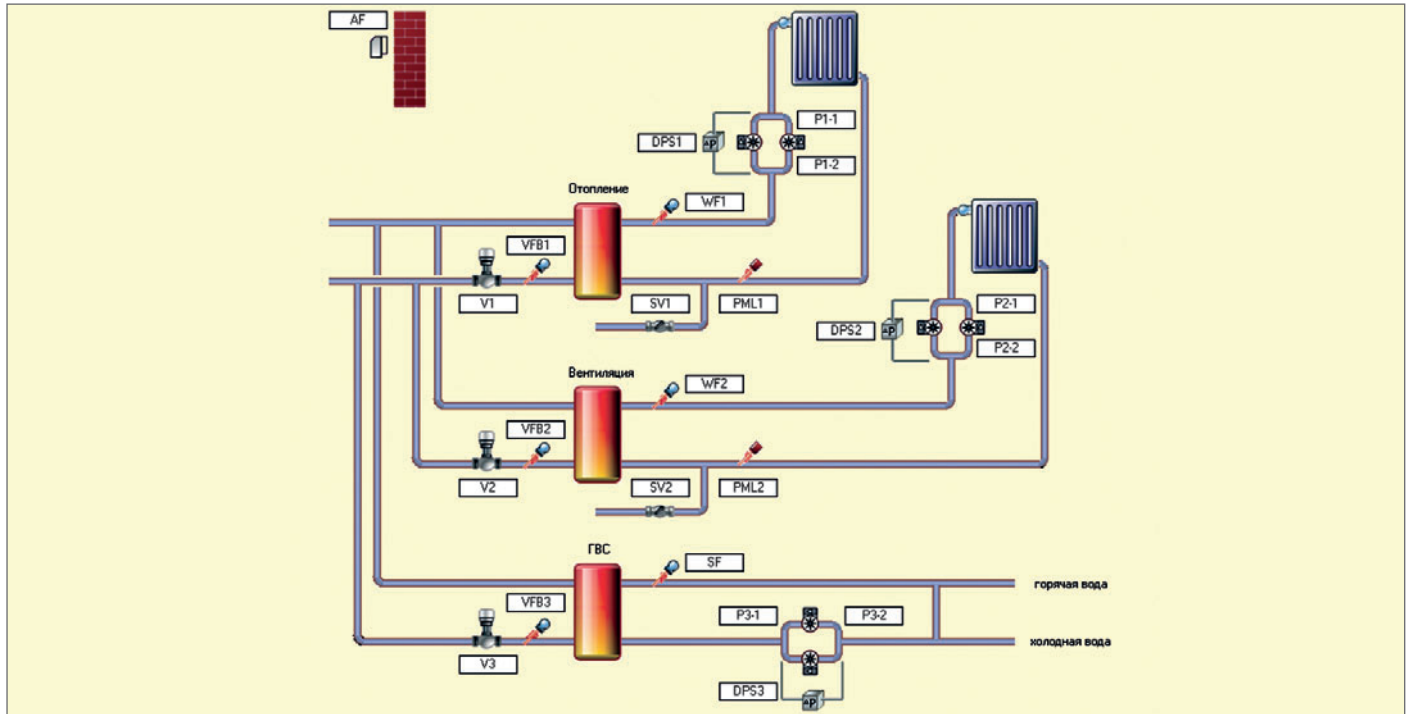 AF
P1-1
DPS1
P1-2
Отопление
WF1
VFB1
V1
SV1
PML1
P2-1
DPS2
P2-2
Вентиляция
WF2
VFB2
V2
SV2
PML2
ГВС
SF
горячая вода
VFB3
P3-1
P3-2
холодная вода
V3
DPS3